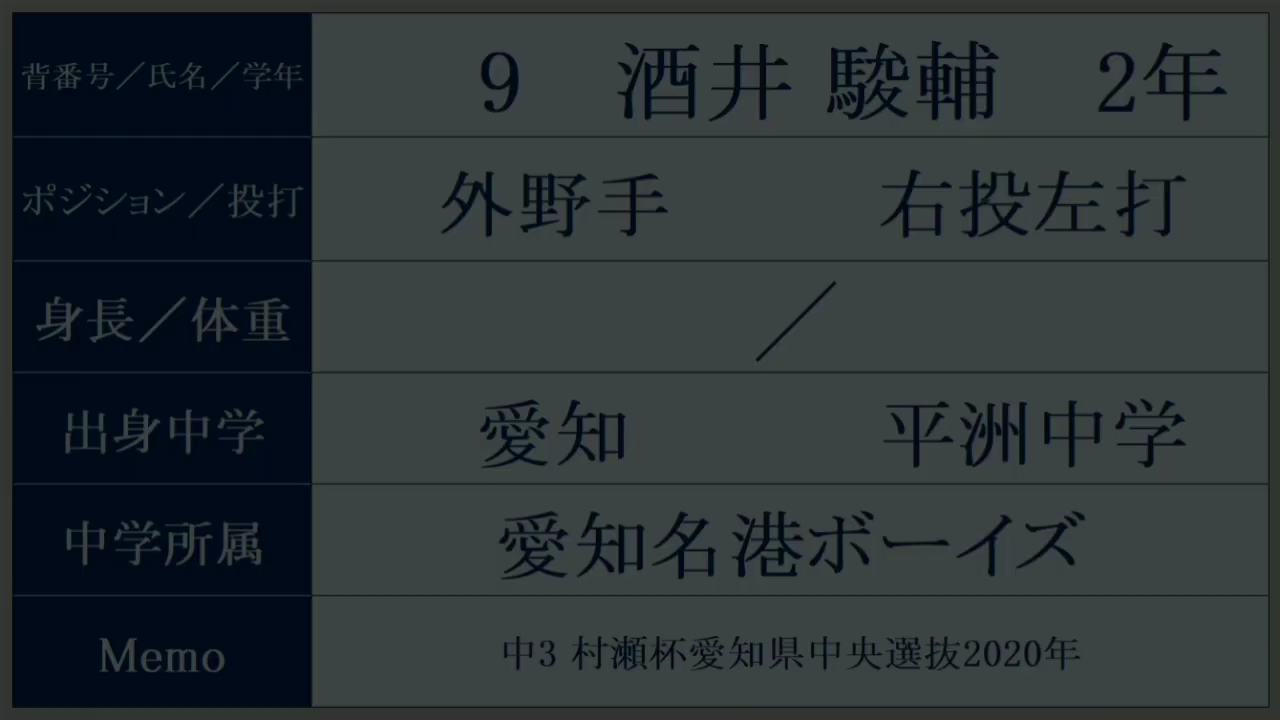 背番号／氏名／学年 9 酒井 駿輔 2年
ポジション／投打 外野手 右投左打
身長／体重 ／
出身中学 愛知 平洲中学
中学所属 愛知名港ボーイズ
Memo 中3 村瀬杯愛知県中央選抜2020年